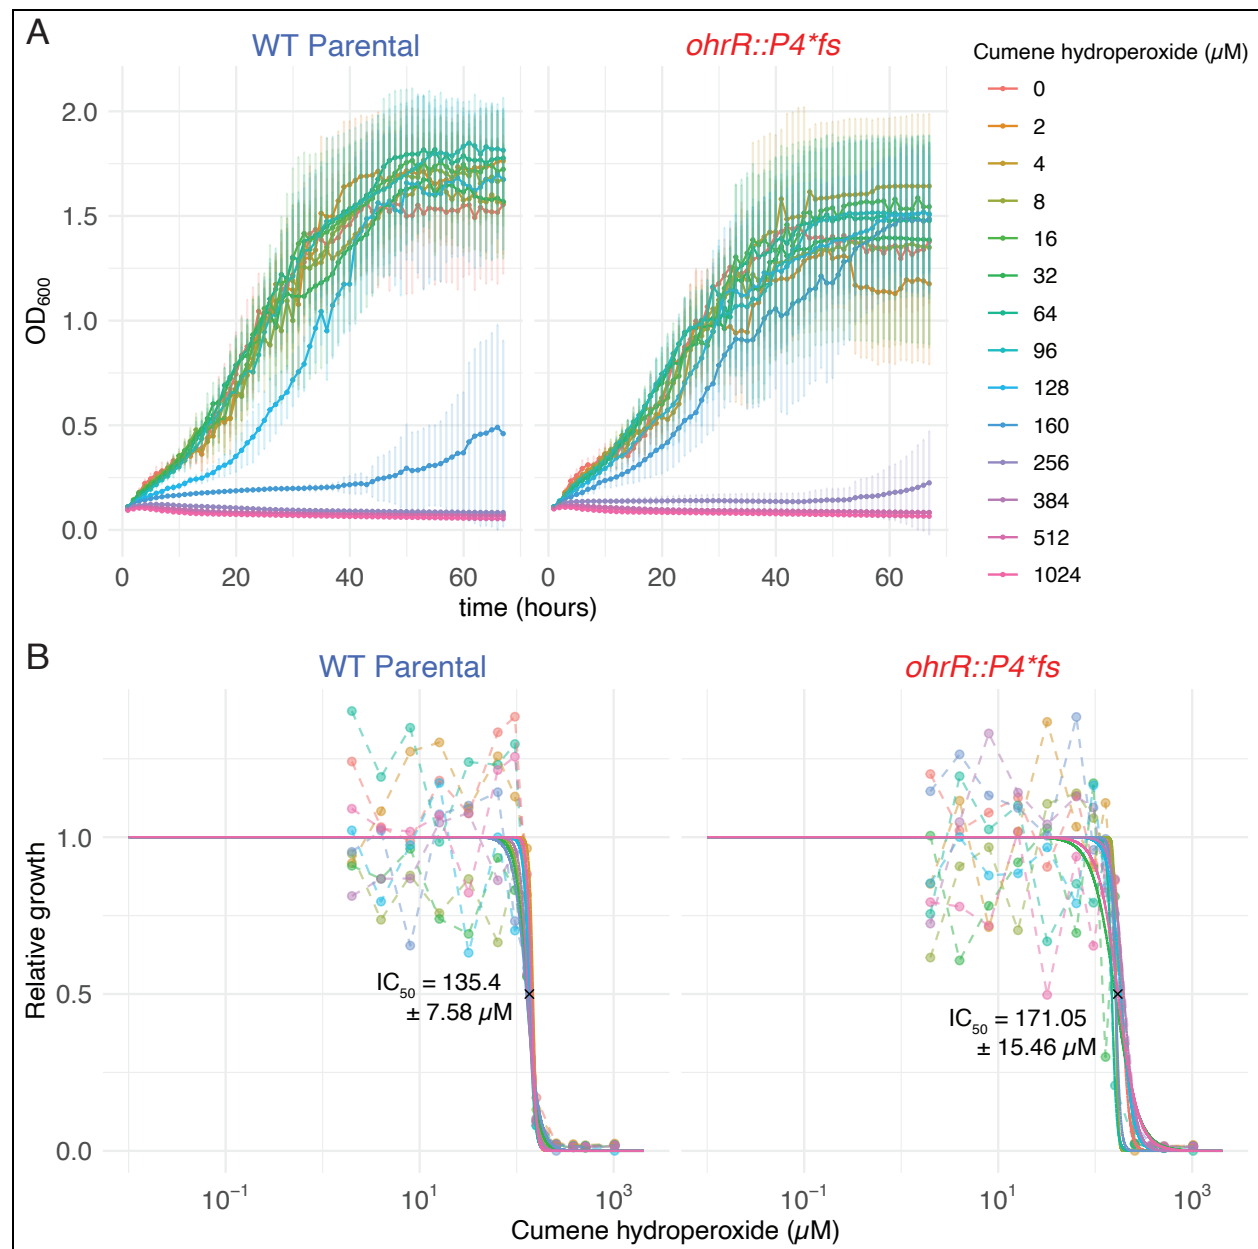 A
WT Parental
ohrR::P4*fs
Cumene hydroperoxide (µM)
0
2
4
8
16
32
64
96
128
160
256
384
512
1024
OD600
2.0
1.5
1.0
0.5
0.0
0 20 40 60
0 20 40 60
time (hours)
B
WT Parental
ohrR::P4*fs
Relative growth
1.0
0.5
0.0
IC50 = 135.4
± 7.58 µM
IC50 = 171.05
± 15.46 µM
10−1 101 103
10−1 101 103
Cumene hydroperoxide (µM)